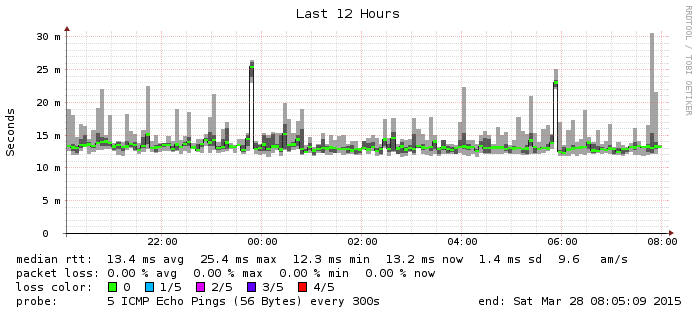 Last 12 Hours
RRDTOOL / TOBI OETIKER
Seconds
30 m
25 m
20 m
15 m
10 m
5 m
0
22:00 00:00 02:00 04:00 06:00 08:00
median rtt: 13.4 ms avg 25.4 ms max 12.3 ms min 13.2 ms now 1.4 ms sd 9.6 am/s
packet loss: 0.00 % avg 0.00 % max 0.00 % min 0.00 % now
loss color: 0 1/5 2/5 3/5 4/5
probe: 5 ICMP Echo Pings (56 Bytes) every 300s end: Sat Mar 28 08:05:09 2015